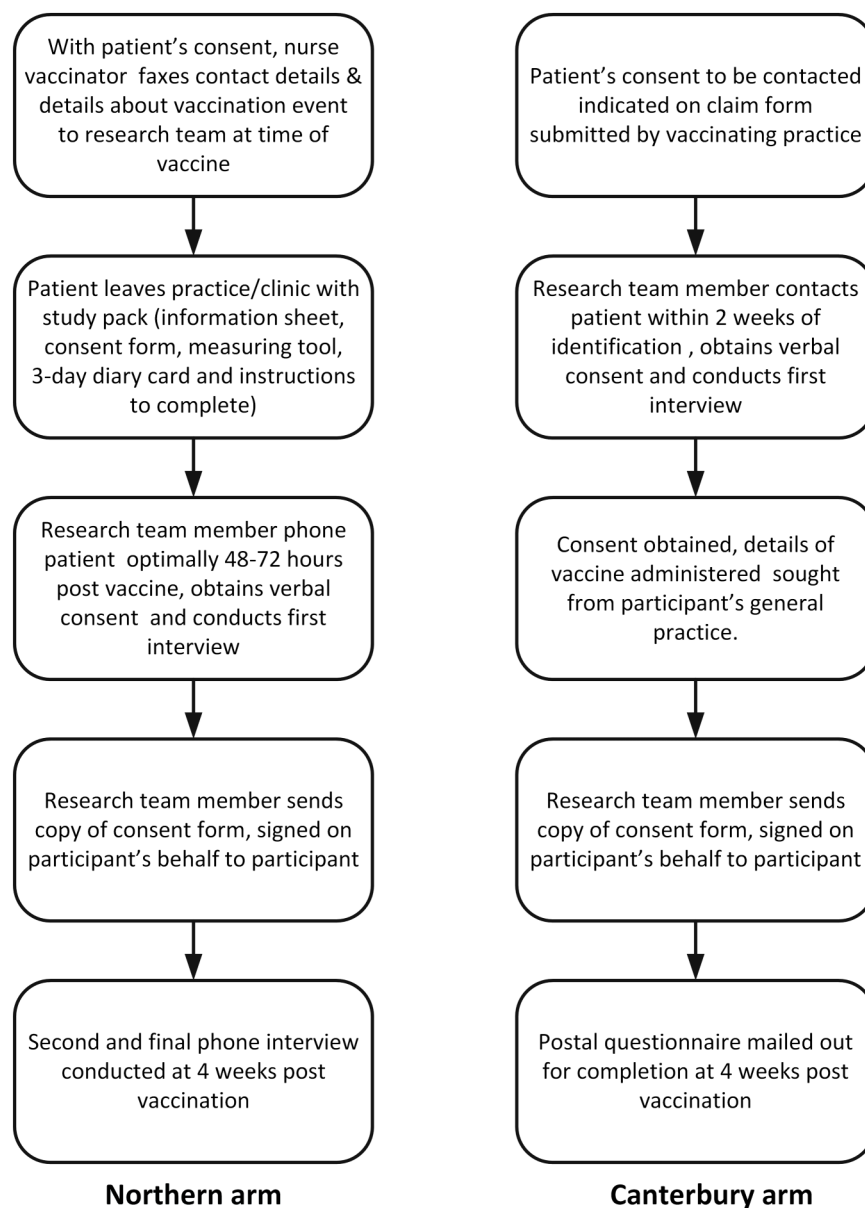 With patient's consent, nurse
vaccinator faxes contact details &
details about vaccination event
to research team at time of
vaccine
Patient leaves practice/clinic with
study pack (information sheet,
consent form, measuring tool,
3-day diary card and instructions
to complete)
Research team member phone
patient optimally 48-72 hours
post vaccine, obtains verbal
consent and conducts first
interview
Research team member sends
copy of consent form, signed on
participant's behalf to participant
Second and final phone interview
conducted at 4 weeks post
vaccination
Northern arm
Patient's consent to be contacted
indicated on claim form
submitted by vaccinating practice
Research team member contacts
patient within 2 weeks of
identification , obtains verbal
consent and conducts first
interview
Consent obtained, details of
vaccine administered sought
from participant's general
practice.
Research team member sends
copy of consent form, signed on
participant's behalf to participant
Postal questionnaire mailed out
for completion at 4 weeks post
vaccination
Canterbury arm